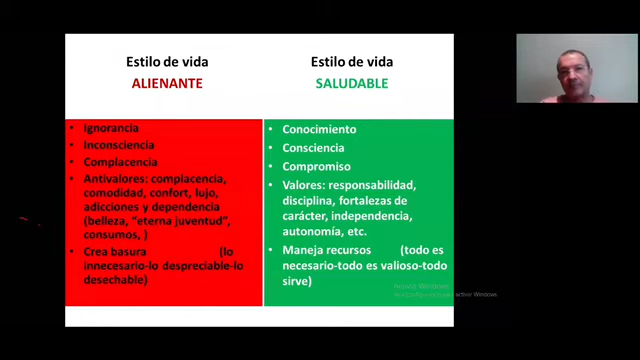 Estilo de vida
ALIENANTE
Ignorancia
Inconsciencia
Complacencia
Antivalores: complacencia,
comodidad, confort, lujo,
adicciones y dependencia
(belleza, “eterna juventud”,
consumos, )
Crea basura (lo
innecesario-lo despreciable-lo
desechable)
Estilo de vida
SALUDABLE
Conocimiento
Consciencia
Compromiso
Valores: responsabilidad,
disciplina, fortalezas de
carácter, independencia,
autonomía, etc.
Maneja recursos (todo es
necesario-todo es valioso-todo
sirve)
Activar Windows
activar Windows